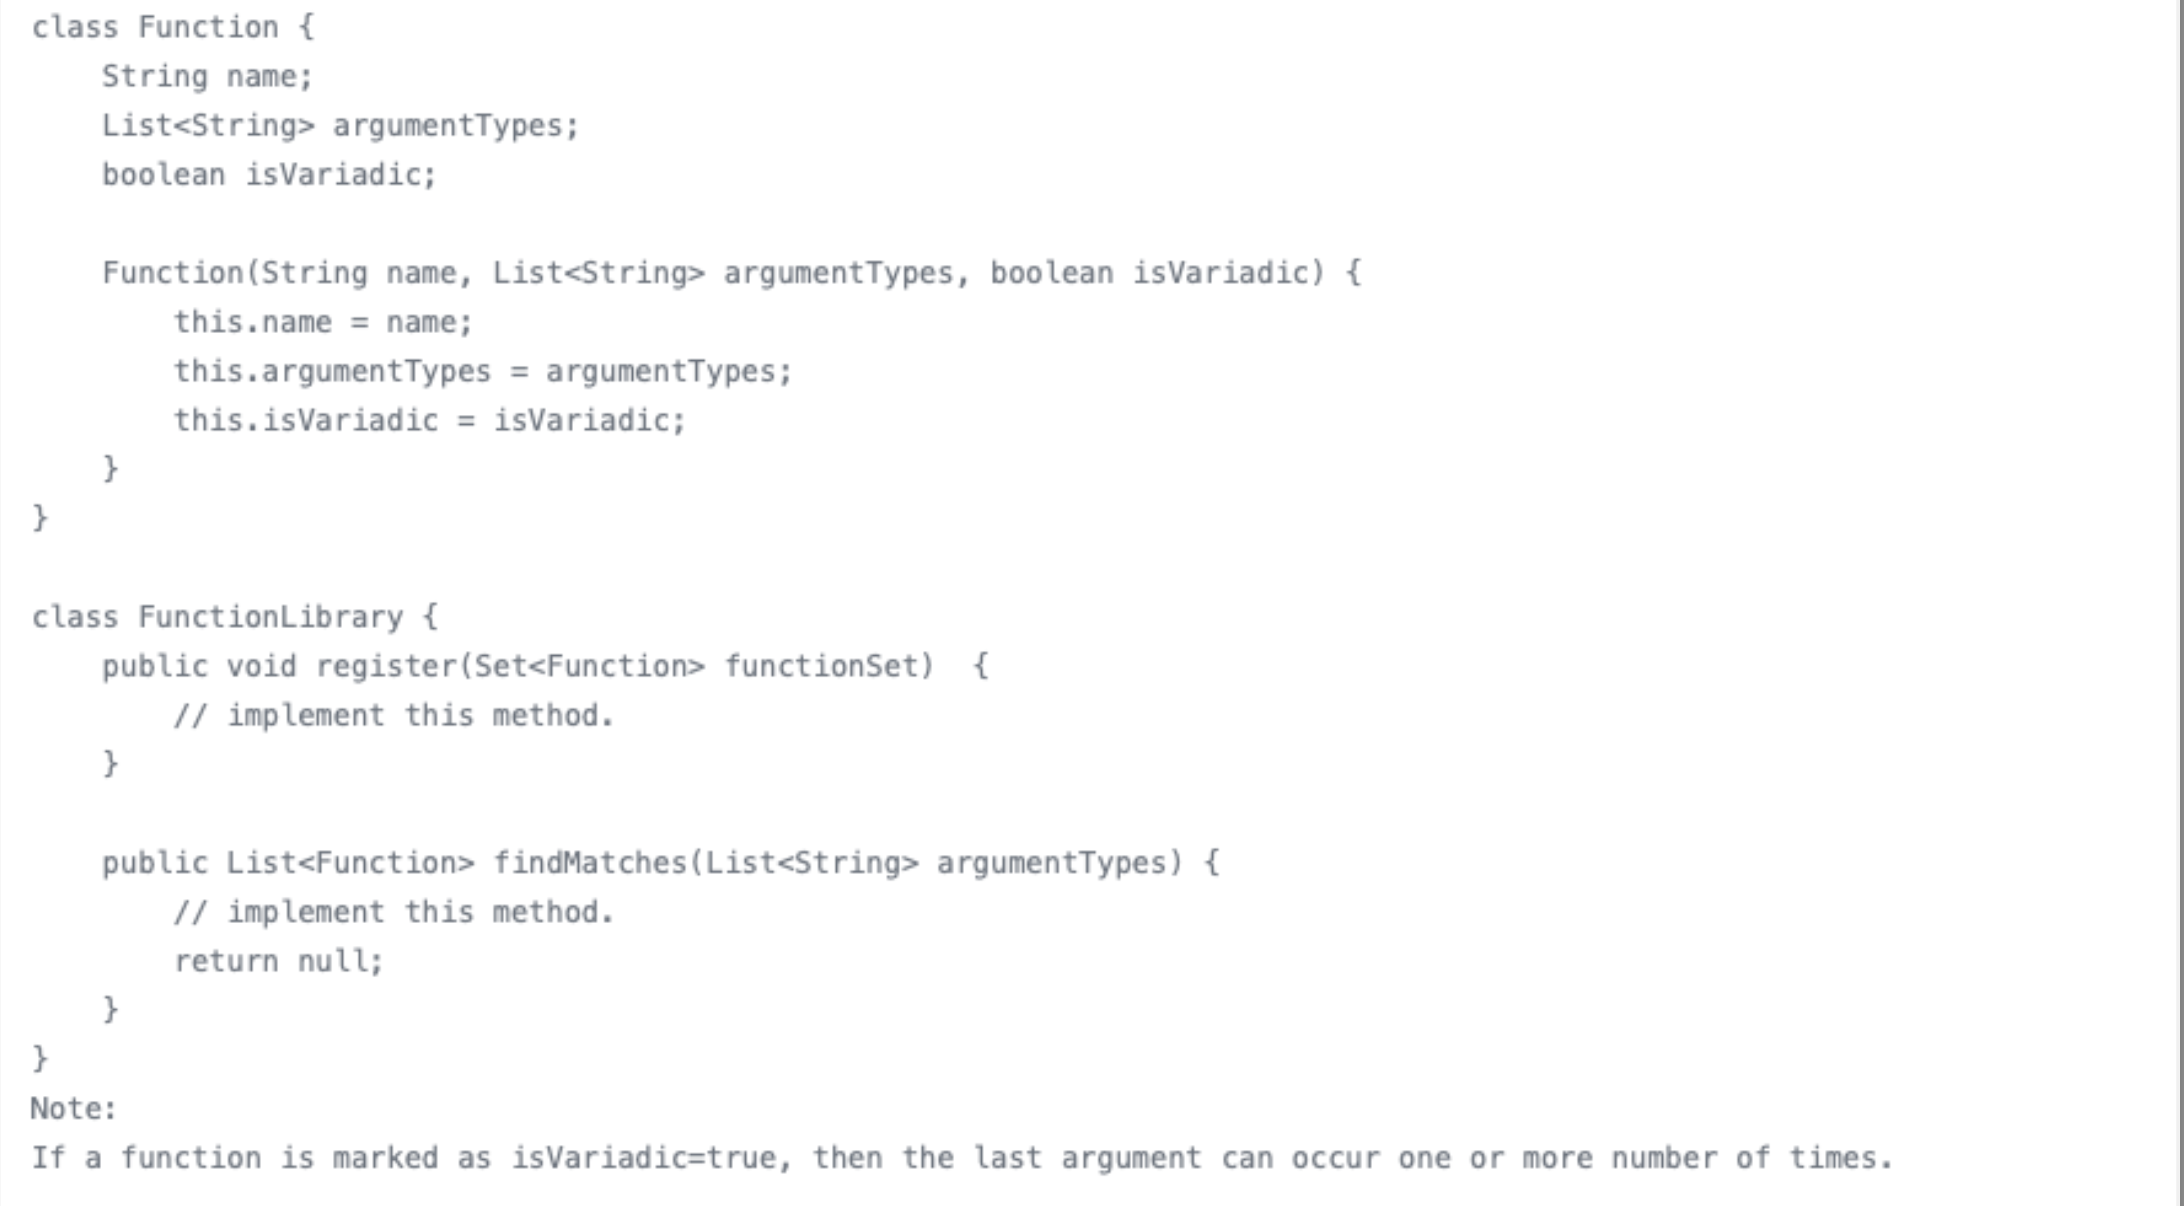 class Function {
    String name;
    List<String> argumentTypes;
    boolean isVariadic;

    Function(String name, List<String> argumentTypes, boolean isVariadic) {
        this.name = name;
        this.argumentTypes = argumentTypes;
        this.isVariadic = isVariadic;
    }
}

class FunctionLibrary {
    public void register(Set<Function> functionSet)  {
        // implement this method.
    }

    public List<Function> findMatches(List<String> argumentTypes) {
        // implement this method.
        return null;
    }
}
Note:
If a function is marked as isVariadic=true, then the last argument can occur one or more number of times.